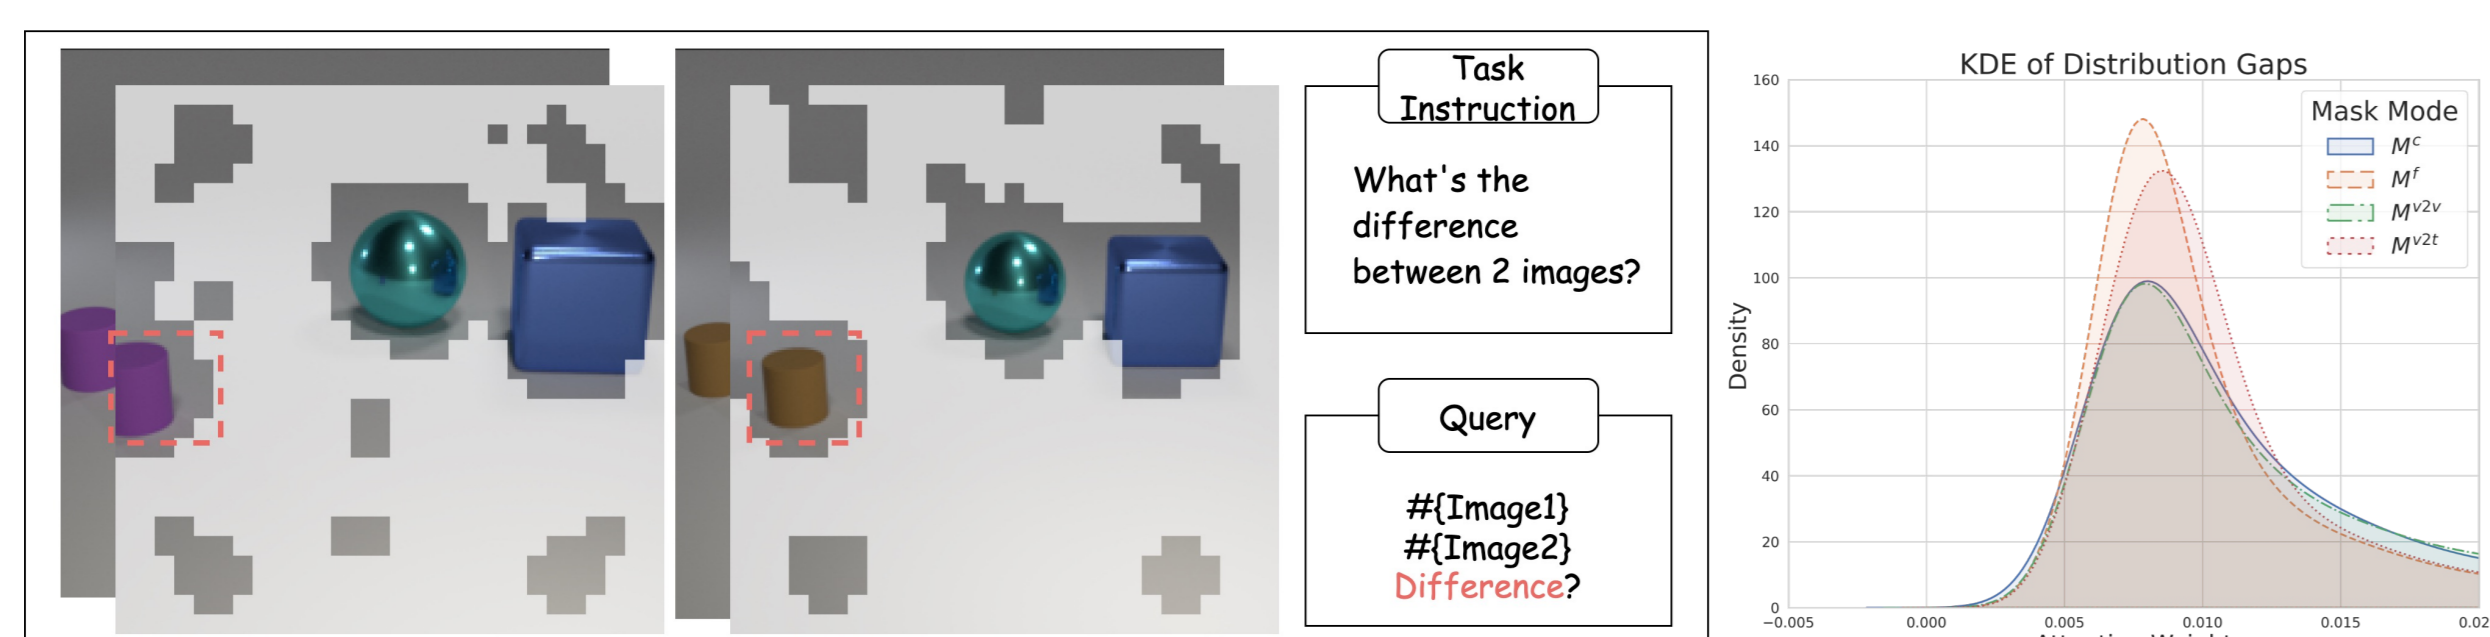 Task
Instruction
What's the
difference
between 2 images?
Query
#{Image1}
#{Image2}
Difference?
KDE of Distribution Gaps
160
140
120
100
80
60
40
20
0
Density
Mask Mode
M^c
M^f
M^{v2v}
M^{v2t}
−0.005
0.000
0.005
0.010
0.015